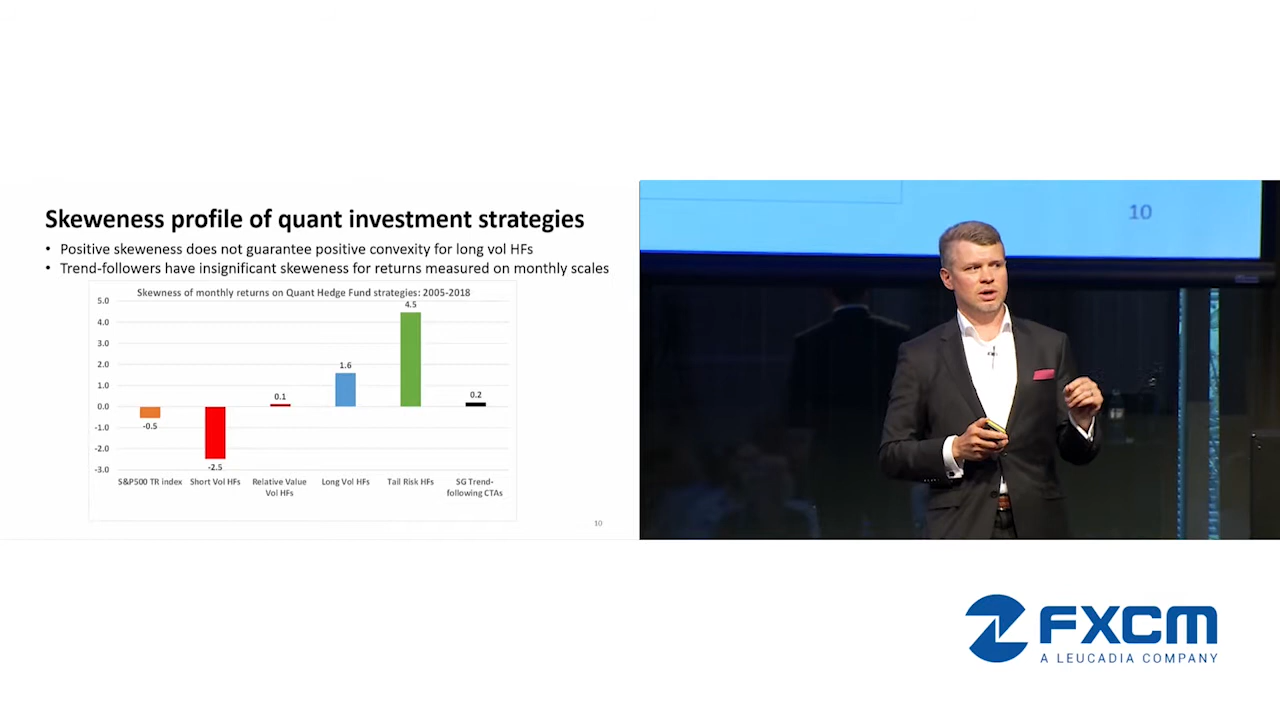 Skeweness profile of quant investment strategies
• Positive skeweness does not guarantee positive convexity for long vol HFs
• Trend-followers have insignificant skeweness for returns measured on monthly scales
Skewness of monthly returns on Quant Hedge Fund strategies: 2005-2018
5.0
4.0
3.0
2.0
1.0
0.0
-1.0
-2.0
-3.0
-0.5
-2.5
0.1
1.6
4.5
0.2
S&P500 TR index
Short Vol HFs
Relative Value
Vol HFs
Long Vol HFs
Tail Risk HFs
SG Trend-
following CTAs
10
10
FXCM
A LEUCADIA COMPANY